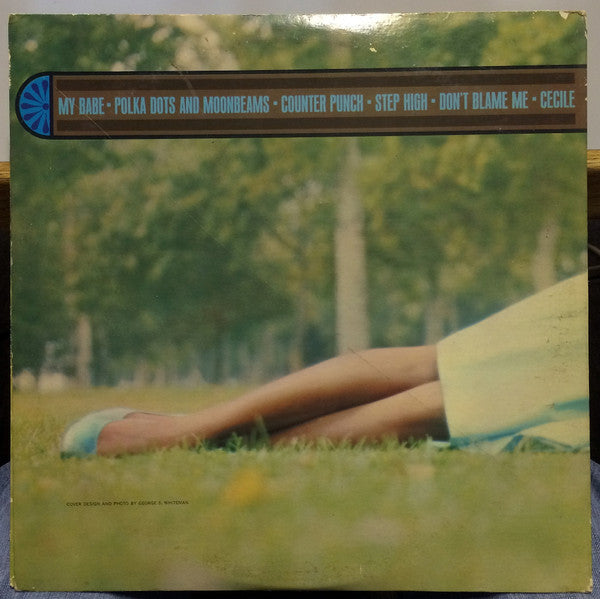 MY BABE • POLKA DOTS AND MOONBEAMS • COUNTER PUNCH • STEP HIGH • DON'T BLAME ME • CECILE
COVER DESIGN AND PHOTO BY GEORGE S. WHITEMAN